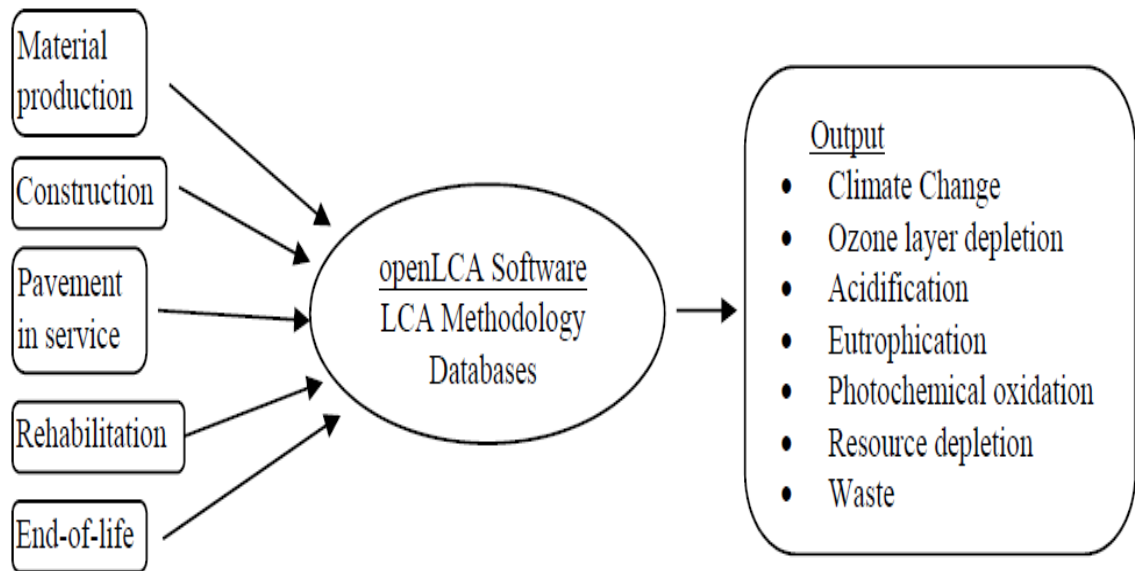 Material
production
Construction
Pavement
in service
Rehabilitation
End-of-life
openLCA Software
LCA Methodology
Databases
Output
• Climate Change
• Ozone layer depletion
• Acidification
• Eutrophication
• Photochemical oxidation
• Resource depletion
• Waste